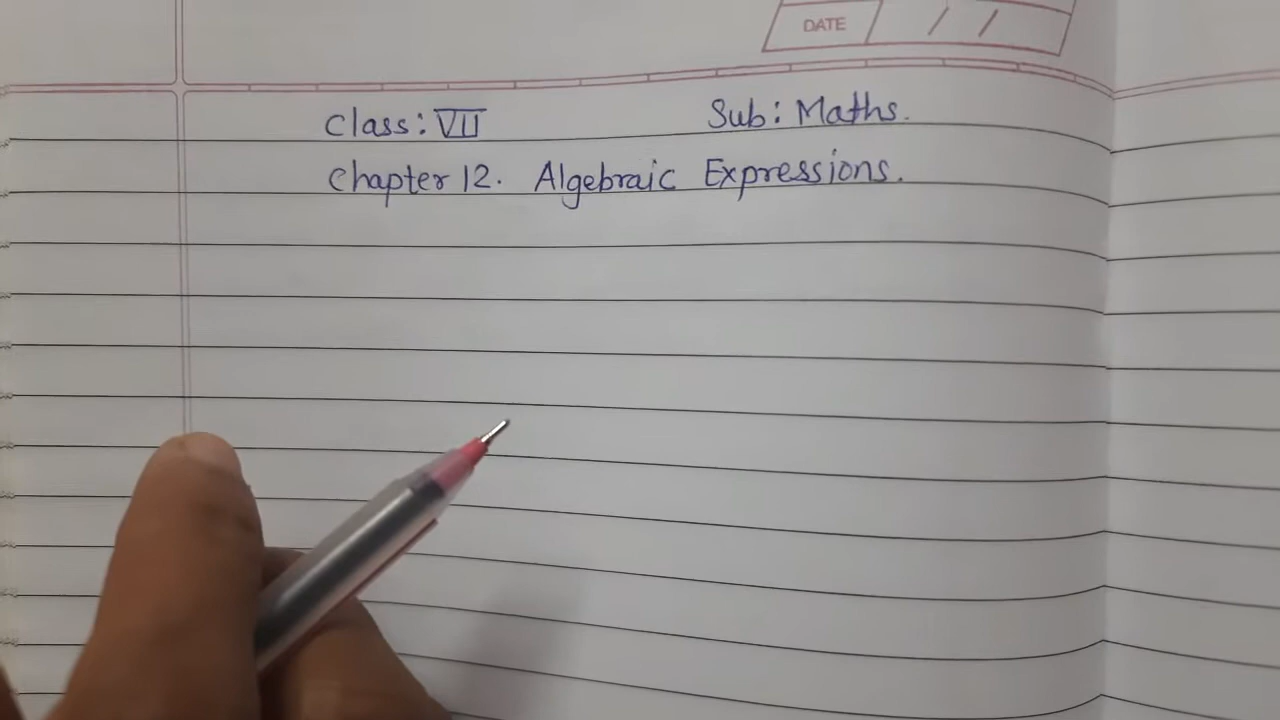 DATE / /
Class: VII Sub: Maths.
Chapter 12. Algebraic Expressions.